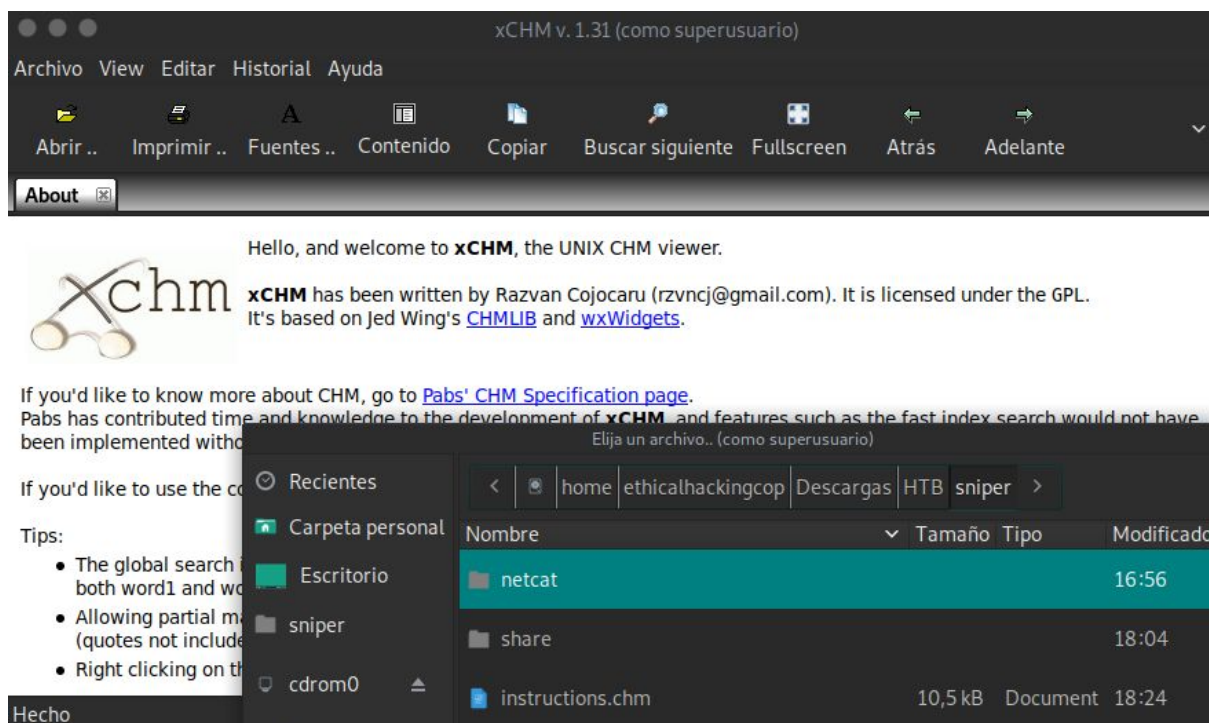 xCHM v. 1.31 (como superusuario)
Archivo View Editar Historial Ayuda
Abrir .. Imprimir .. Fuentes .. Contenido Copiar Buscar siguiente Fullscreen Atrás Adelante
About
xchm
Hello, and welcome to xCHM, the UNIX CHM viewer.
xCHM has been written by Razvan Cojocaru (rzvncj@gmail.com). It is licensed under the GPL.
It's based on Jed Wing's CHMLIB and wxWidgets.
If you'd like to know more about CHM, go to Pabs' CHM Specification page.
Pabs has contributed time and knowledge to the development of xCHM, and features such as the fast index search would not have
been implemented witho
If you'd like to use the co
Tips:
The global search i
both word1 and wo
Allowing partial ma
(quotes not include
Right clicking on th
Hecho
Elija un archivo.. (como superusuario)
Recientes
Carpeta personal
Escritorio
sniper
cdrom0
home ethicalhackingcop Descargas HTB sniper
Nombre Tamaño Tipo Modificado
netcat 16:56
share 18:04
instructions.chm 10,5 kB Document 18:24